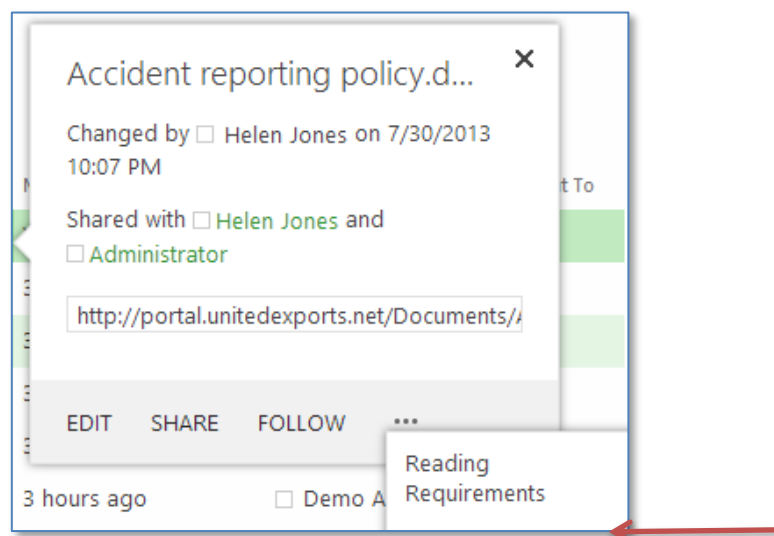 Accident reporting policy.d...
Changed by Helen Jones on 7/30/2013
10:07 PM
t To
Shared with Helen Jones and
Administrator
http://portal.unitedexports.net/Documents/
EDIT SHARE FOLLOW ...
Reading
Requirements
3 hours ago Demo A